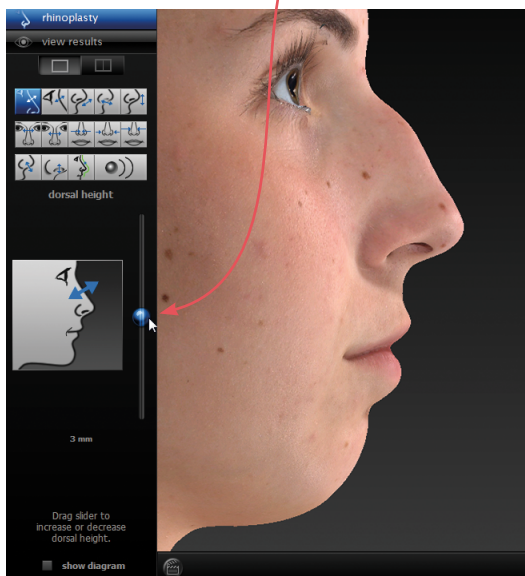 rhinoplasty
view results
dorsal height
3 mm
Drag slider to
increase or decrease
dorsal height.
show diagram